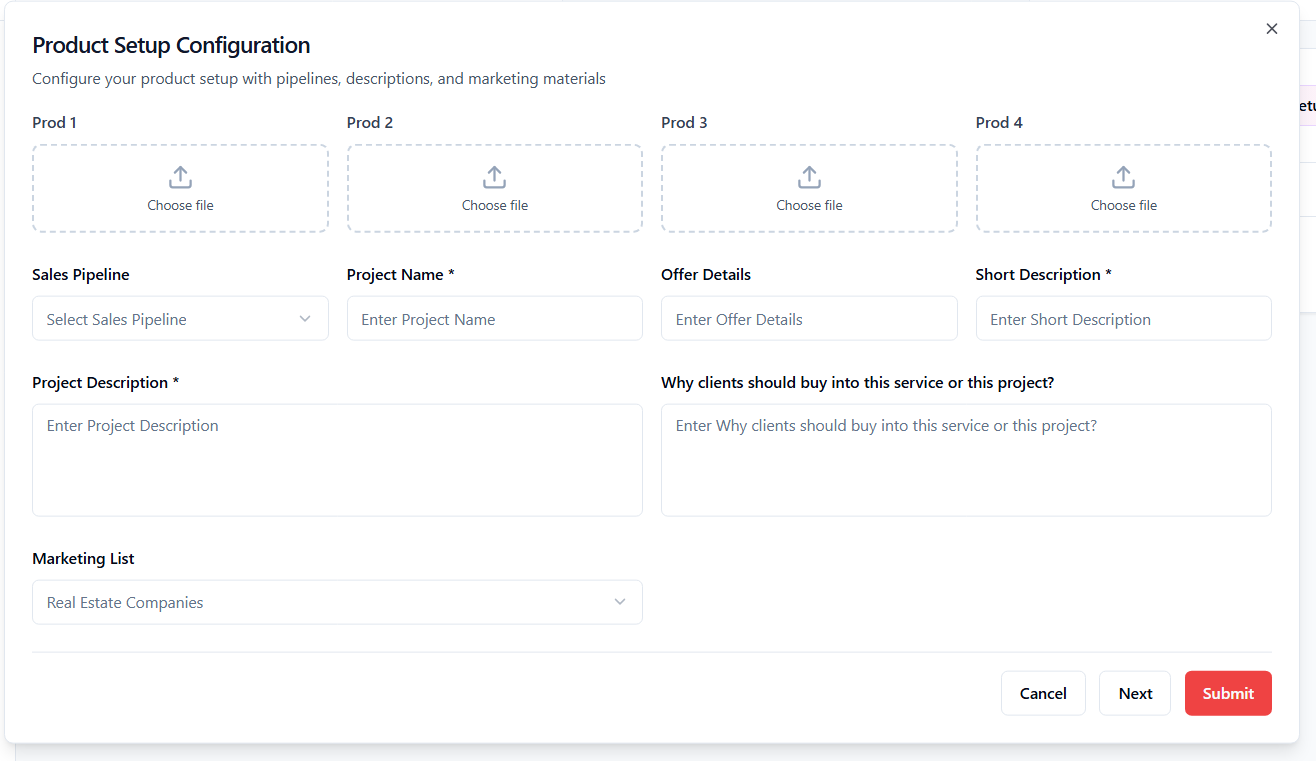 Product Setup Configuration
Configure your product setup with pipelines, descriptions, and marketing materials
Prod 1
Prod 2
Prod 3
Prod 4
Choose file
Choose file
Choose file
Choose file
Sales Pipeline
Project Name *
Offer Details
Short Description *
Select Sales Pipeline
Enter Project Name
Enter Offer Details
Enter Short Description
Project Description *
Why clients should buy into this service or this project?
Enter Project Description
Enter Why clients should buy into this service or this project?
Marketing List
Real Estate Companies
Cancel
Next
Submit